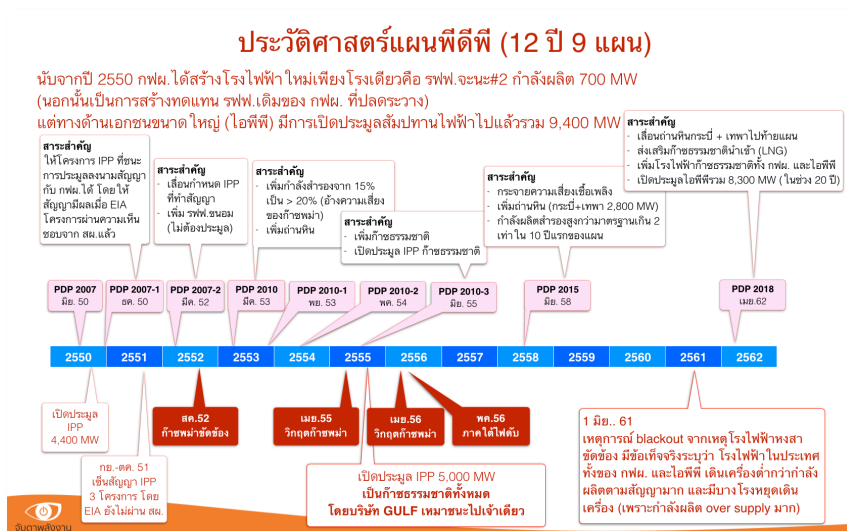 ประวัติศาสตร์แผนพีดีพี (12 ปี 9 แผน)
นับจากปี 2550 กฟผ.ได้สร้างโรงไฟฟ้าใหม่เพียงโรงเดียวคือ รฟฟ.จะนะ#2 กำลังผลิต 700 MW
(นอกนั้นเป็นการสร้างทดแทน รฟฟ.เดิมของ กฟผ. ที่ปลดระวาง)
แต่ทางด้านเอกชนขนาดใหญ่ (ไอพีพี) มีการเปิดประมูลสัมปทานไฟฟ้าไปแล้วรวม 9,400 MW
สาระสำคัญ
ให้โครงการ IPP ที่ชนะ
การประมูลลงนามสัญญา
กับ กฟผ.ได้ โดยให้
สัญญามีผลเมื่อ EIA
โครงการผ่านความเห็น
ชอบจาก สผ.แล้ว
สาระสำคัญ
- เลื่อนกำหนด IPP
ที่ทำสัญญา
- เพิ่ม รฟฟ.ขนอม
(ไม่ต้องประมูล)
สาระสำคัญ
- เพิ่มกำลังสำรองจาก 15%
เป็น > 20% (อ้างความเสี่ยง
ของก๊าซพม่า)
- เพิ่มถ่านหิน
สาระสำคัญ
- เพิ่มก๊าซธรรมชาติ
- เปิดประมูล IPP ก๊าซธรรมชาติ
สาระสำคัญ
- กระจายความเสี่ยงเชื้อเพลิง
- เพิ่มถ่านหิน (กระบี่+เทพา 2,800 MW)
- กำลังผลิตสำรองสูงกว่ามาตรฐานเกิน 2
เท่าใน 10 ปีแรกของแผน
สาระสำคัญ
- เลื่อนถ่านหินกระบี่ + เทพาไปท้ายแผน
- ส่งเสริมก๊าซธรรมชาตินำเข้า (LNG)
- เพิ่มโรงไฟฟ้าก๊าซธรรมชาติทั้ง กฟผ. และไอพีพี
- เปิดประมูลไอพีพีรวม 8,300 MW (ในช่วง 20 ปี)
PDP 2007
มิย. 50
PDP 2007-1
ธค. 50
PDP 2007-2
มีค. 52
PDP 2010
มีค. 53
PDP 2010-1
พย. 53
PDP 2010-2
พค. 54
PDP 2010-3
มิย. 55
PDP 2015
มิย. 58
PDP 2018
เมย.62
2550 2551 2552 2553 2554 2555 2556 2557 2558 2559 2560 2561 2562
เปิดประมูล
IPP
4,400 MW
กย.-ตค. 51
เซ็นสัญญา IPP
3 โครงการ โดย
EIA ยังไม่ผ่าน สผ.
สค.52
ก๊าซพม่าขัดข้อง
เมย.55
วิกฤตก๊าซพม่า
เมย.56
วิกฤตก๊าซพม่า
พค.56
ภาคใต้ไฟดับ
เปิดประมูล IPP 5,000 MW
เป็นก๊าซธรรมชาติทั้งหมด
โดยบริษัท GULF เหมาชนะไปเจ้าเดียว
1 มิย.. 61
เหตุการณ์ blackout จากเหตุโรงไฟฟ้าหงสา
ขัดข้อง มีข้อเท็จจริงระบุว่า โรงไฟฟ้าในประเทศ
ทั้งของ กฟผ. และไอพีพี เดินเครื่องต่ำกว่ากำลัง
ผลิตตามสัญญามาก และมีบางโรงหยุดเดิน
เครื่อง (เพราะกำลังผลิต over supply มาก)
จับตาพลังงาน